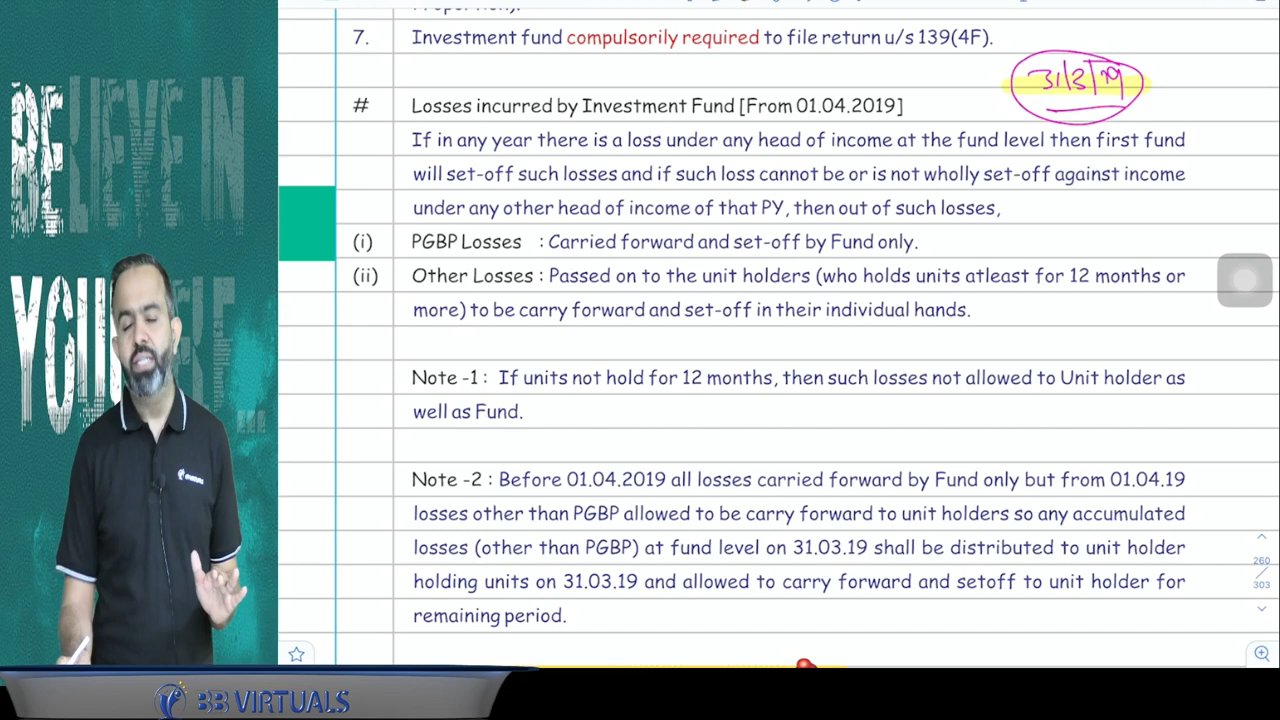 7. Investment fund compulsorily required to file return u/s 139(4F).
31/3/19
# Losses incurred by Investment Fund [From 01.04.2019]
If in any year there is a loss under any head of income at the fund level then first fund
will set-off such losses and if such loss cannot be or is not wholly set-off against income
under any other head of income of that PY, then out of such losses,
(i) PGBP Losses : Carried forward and set-off by Fund only.
(ii) Other Losses : Passed on to the unit holders (who holds units atleast for 12 months or
more) to be carry forward and set-off in their individual hands.
Note -1 : If units not hold for 12 months, then such losses not allowed to Unit holder as
well as Fund.
Note -2 : Before 01.04.2019 all losses carried forward by Fund only but from 01.04.19
losses other than PGBP allowed to be carry forward to unit holders so any accumulated
losses (other than PGBP) at fund level on 31.03.19 shall be distributed to unit holder
holding units on 31.03.19 and allowed to carry forward and setoff to unit holder for
remaining period.
260
303
BELIEVE IN
BB VIRTUALS